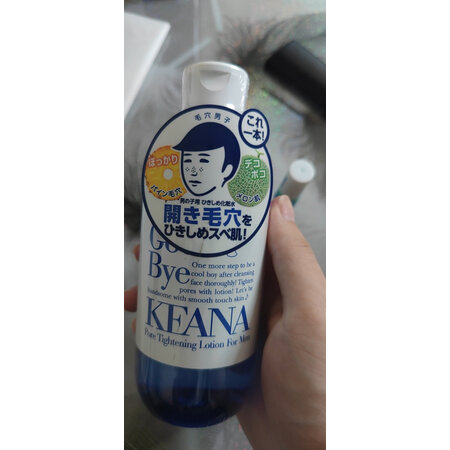 毛穴男子
これ
一本!
ぽっかり
パイン毛穴
デコ
ボコ
メロン肌
男の子用 ひきしめ化粧水
開き毛穴を
ひきしめスベ肌!
Bye
One more step to be a
cool boy after cleansing
face thoroughly! Tighten
pores with lotion! Let's be
handsome with smooth touch skin♪
KEANA
Pore Tightening Lotion For Men